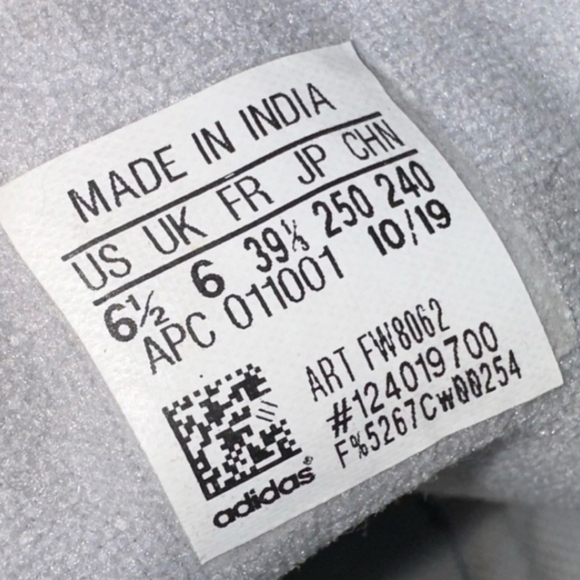 MADE IN INDIA
US UK FR JP CHN
6½ 6 39⅓ 250 240
APC 011001 10/19
ART FW8062
#124019700
F%5267CW00254
adidas®